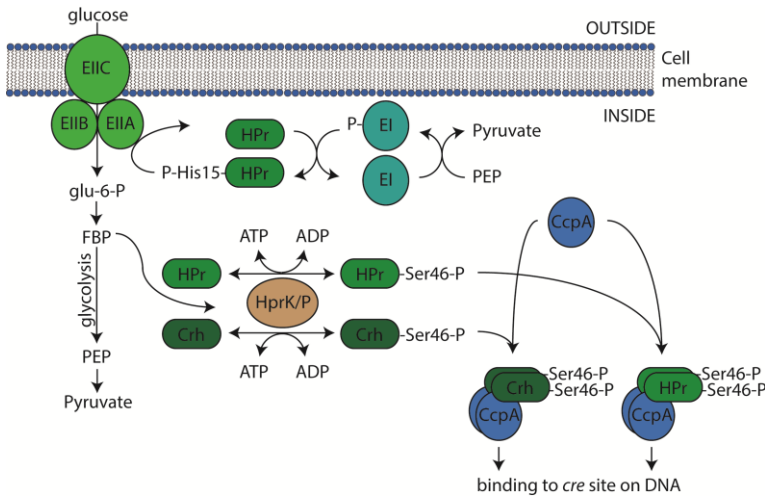 glucose
OUTSIDE
EIIC
Cell
membrane
INSIDE
EIIB
EIIA
HPr
P-
EI
Pyruvate
P-His15-
HPr
EI
PEP
glu-6-P
CcpA
FBP
ATP
ADP
HPr
HPr
-Ser46-P
glycolysis
HprK/P
Crh
Crh
-Ser46-P
PEP
ATP
ADP
Pyruvate
-Ser46-P
Crh
-Ser46-P
CcpA
-Ser46-P
HPr
-Ser46-P
CcpA
binding to cre site on DNA